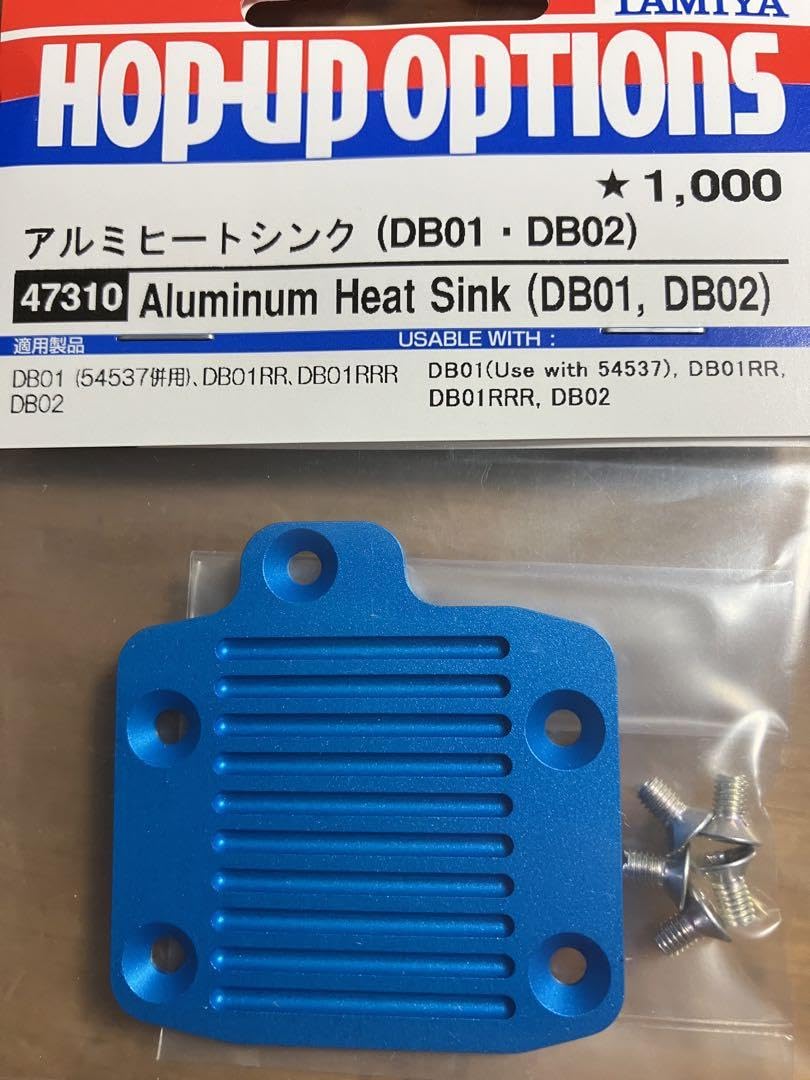 TAMIYA
HOP-UP OPTIONS
★ 1,000
アルミヒートシンク (DB01・DB02)
47310 Aluminum Heat Sink (DB01, DB02)
適用製品
DB01 (54537併用)、DB01RR、DB01RRR
DB02
USABLE WITH :
DB01(Use with 54537), DB01RR,
DB01RRR, DB02